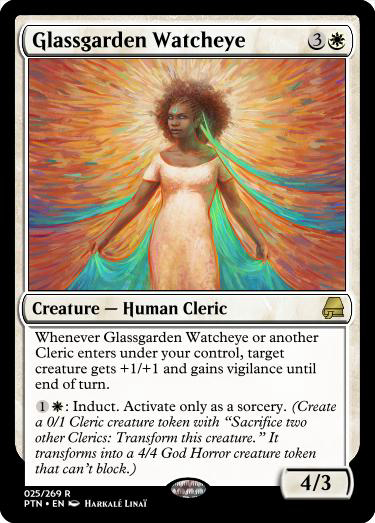 Glassgarden Watcheye 3
Creature — Human Cleric
Whenever Glassgarden Watcheye or another
Cleric enters under your control, target
creature gets +1/+1 and gains vigilance until
end of turn.
1 : Induct. Activate only as a sorcery. (Create
a 0/1 Cleric creature token with “Sacrifice two
other Clerics: Transform this creature.” It
transforms into a 4/4 God Horror creature token
that can’t block.)
4/3
025/269 R
PTN • EN Harkalé Linaï